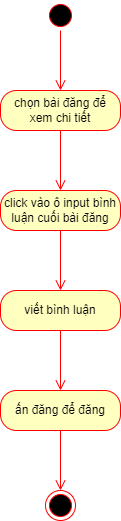 chọn bài đăng để
xem chi tiết
click vào ô input bình
luận cuối bài đăng
viết bình luận
ấn đăng để đăng